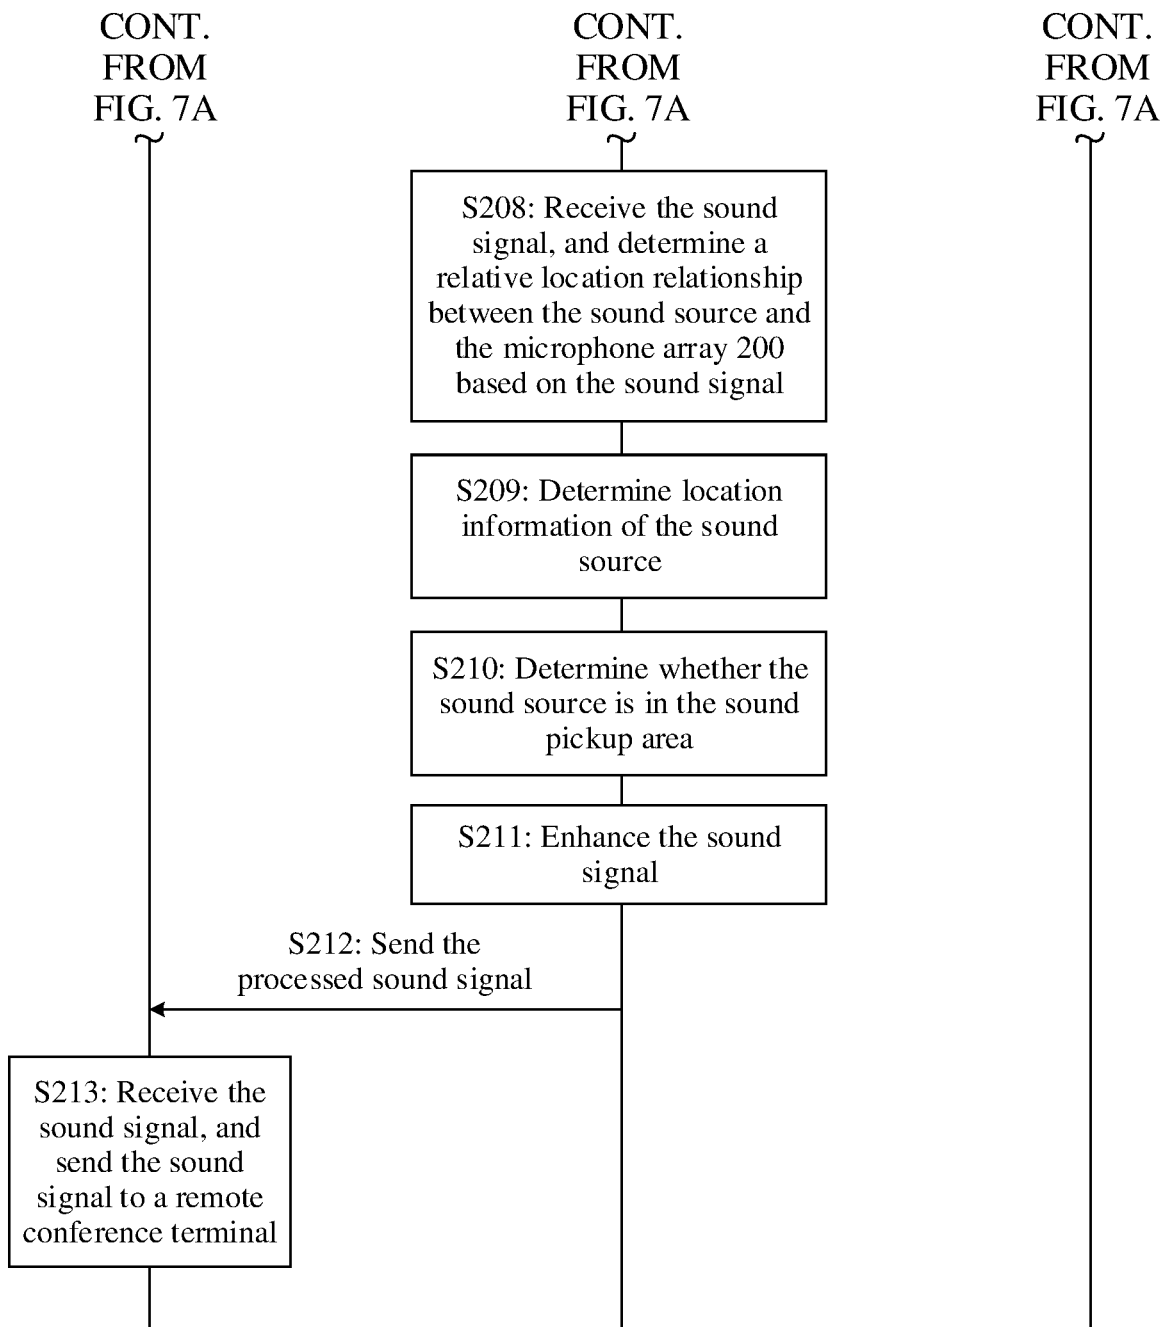 CONT.
FROM
FIG. 7A
CONT.
FROM
FIG. 7A
CONT.
FROM
FIG. 7A
S208: Receive the sound
signal, and determine a
relative location relationship
between the sound source and
the microphone array 200
based on the sound signal
S209: Determine location
information of the sound
source
S210: Determine whether the
sound source is in the sound
pickup area
S211: Enhance the sound
signal
S212: Send the
processed sound signal
S213: Receive the
sound signal, and
send the sound
signal to a remote
conference terminal